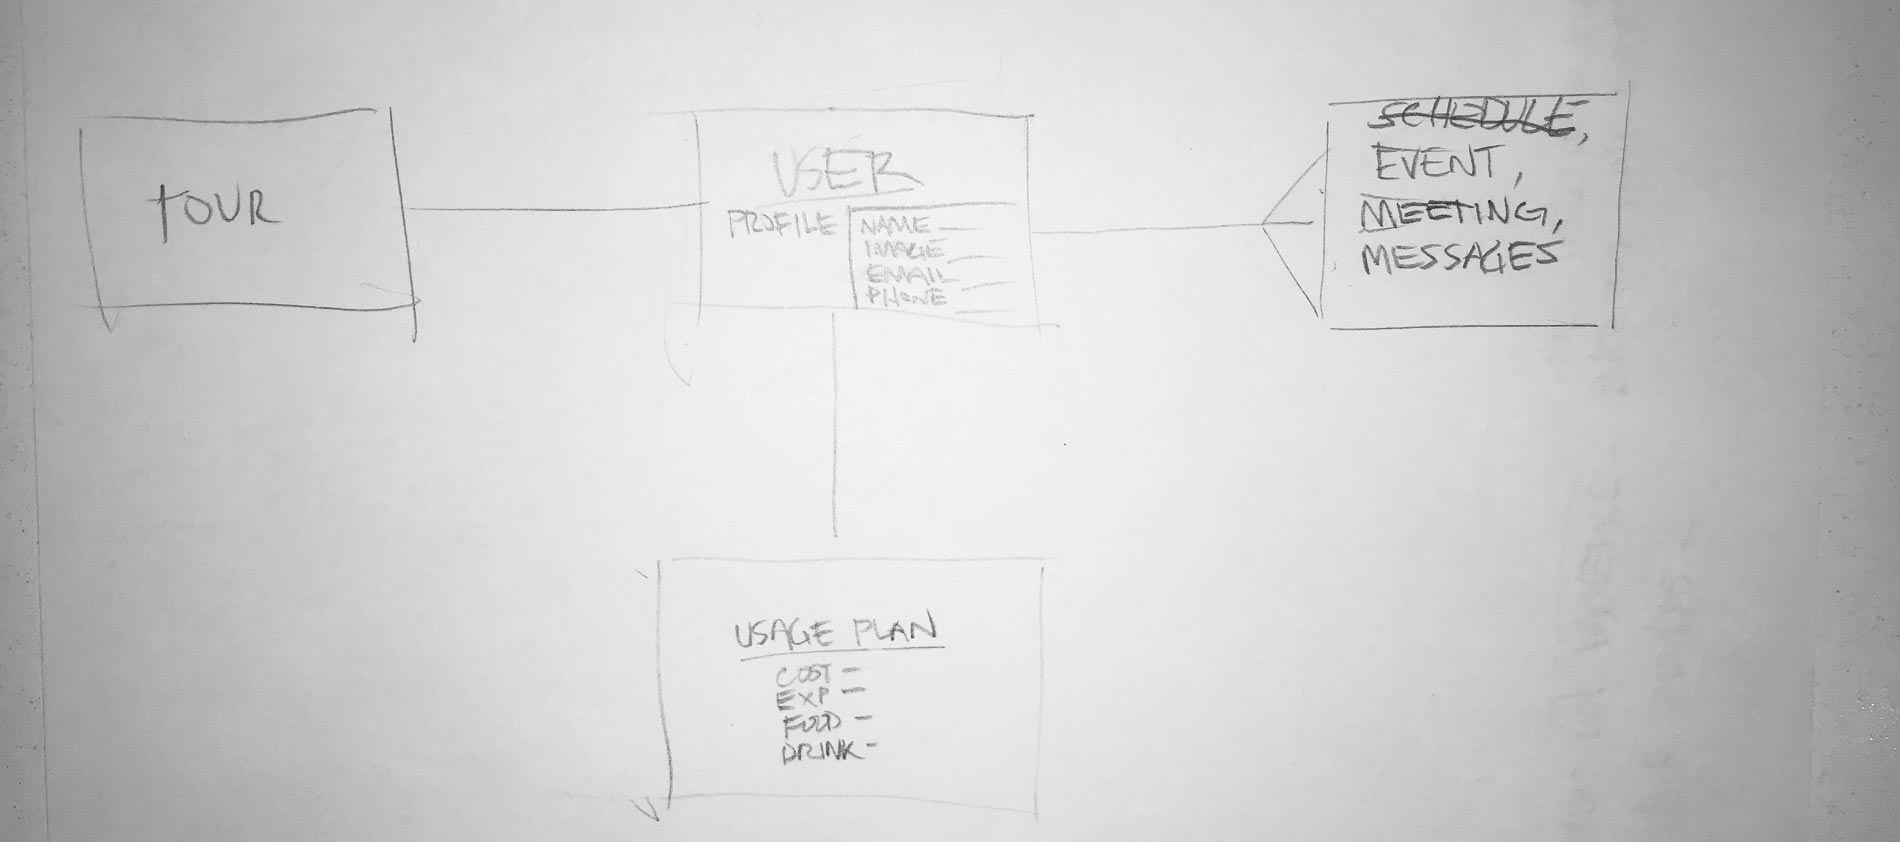 TOUR
USER
PROFILE
NAME
IMAGE
EMAIL
PHONE
SCHEDULE,
EVENT,
MEETING,
MESSAGES
USAGE PLAN
COST -
EXP -
FOOD -
DRINK -